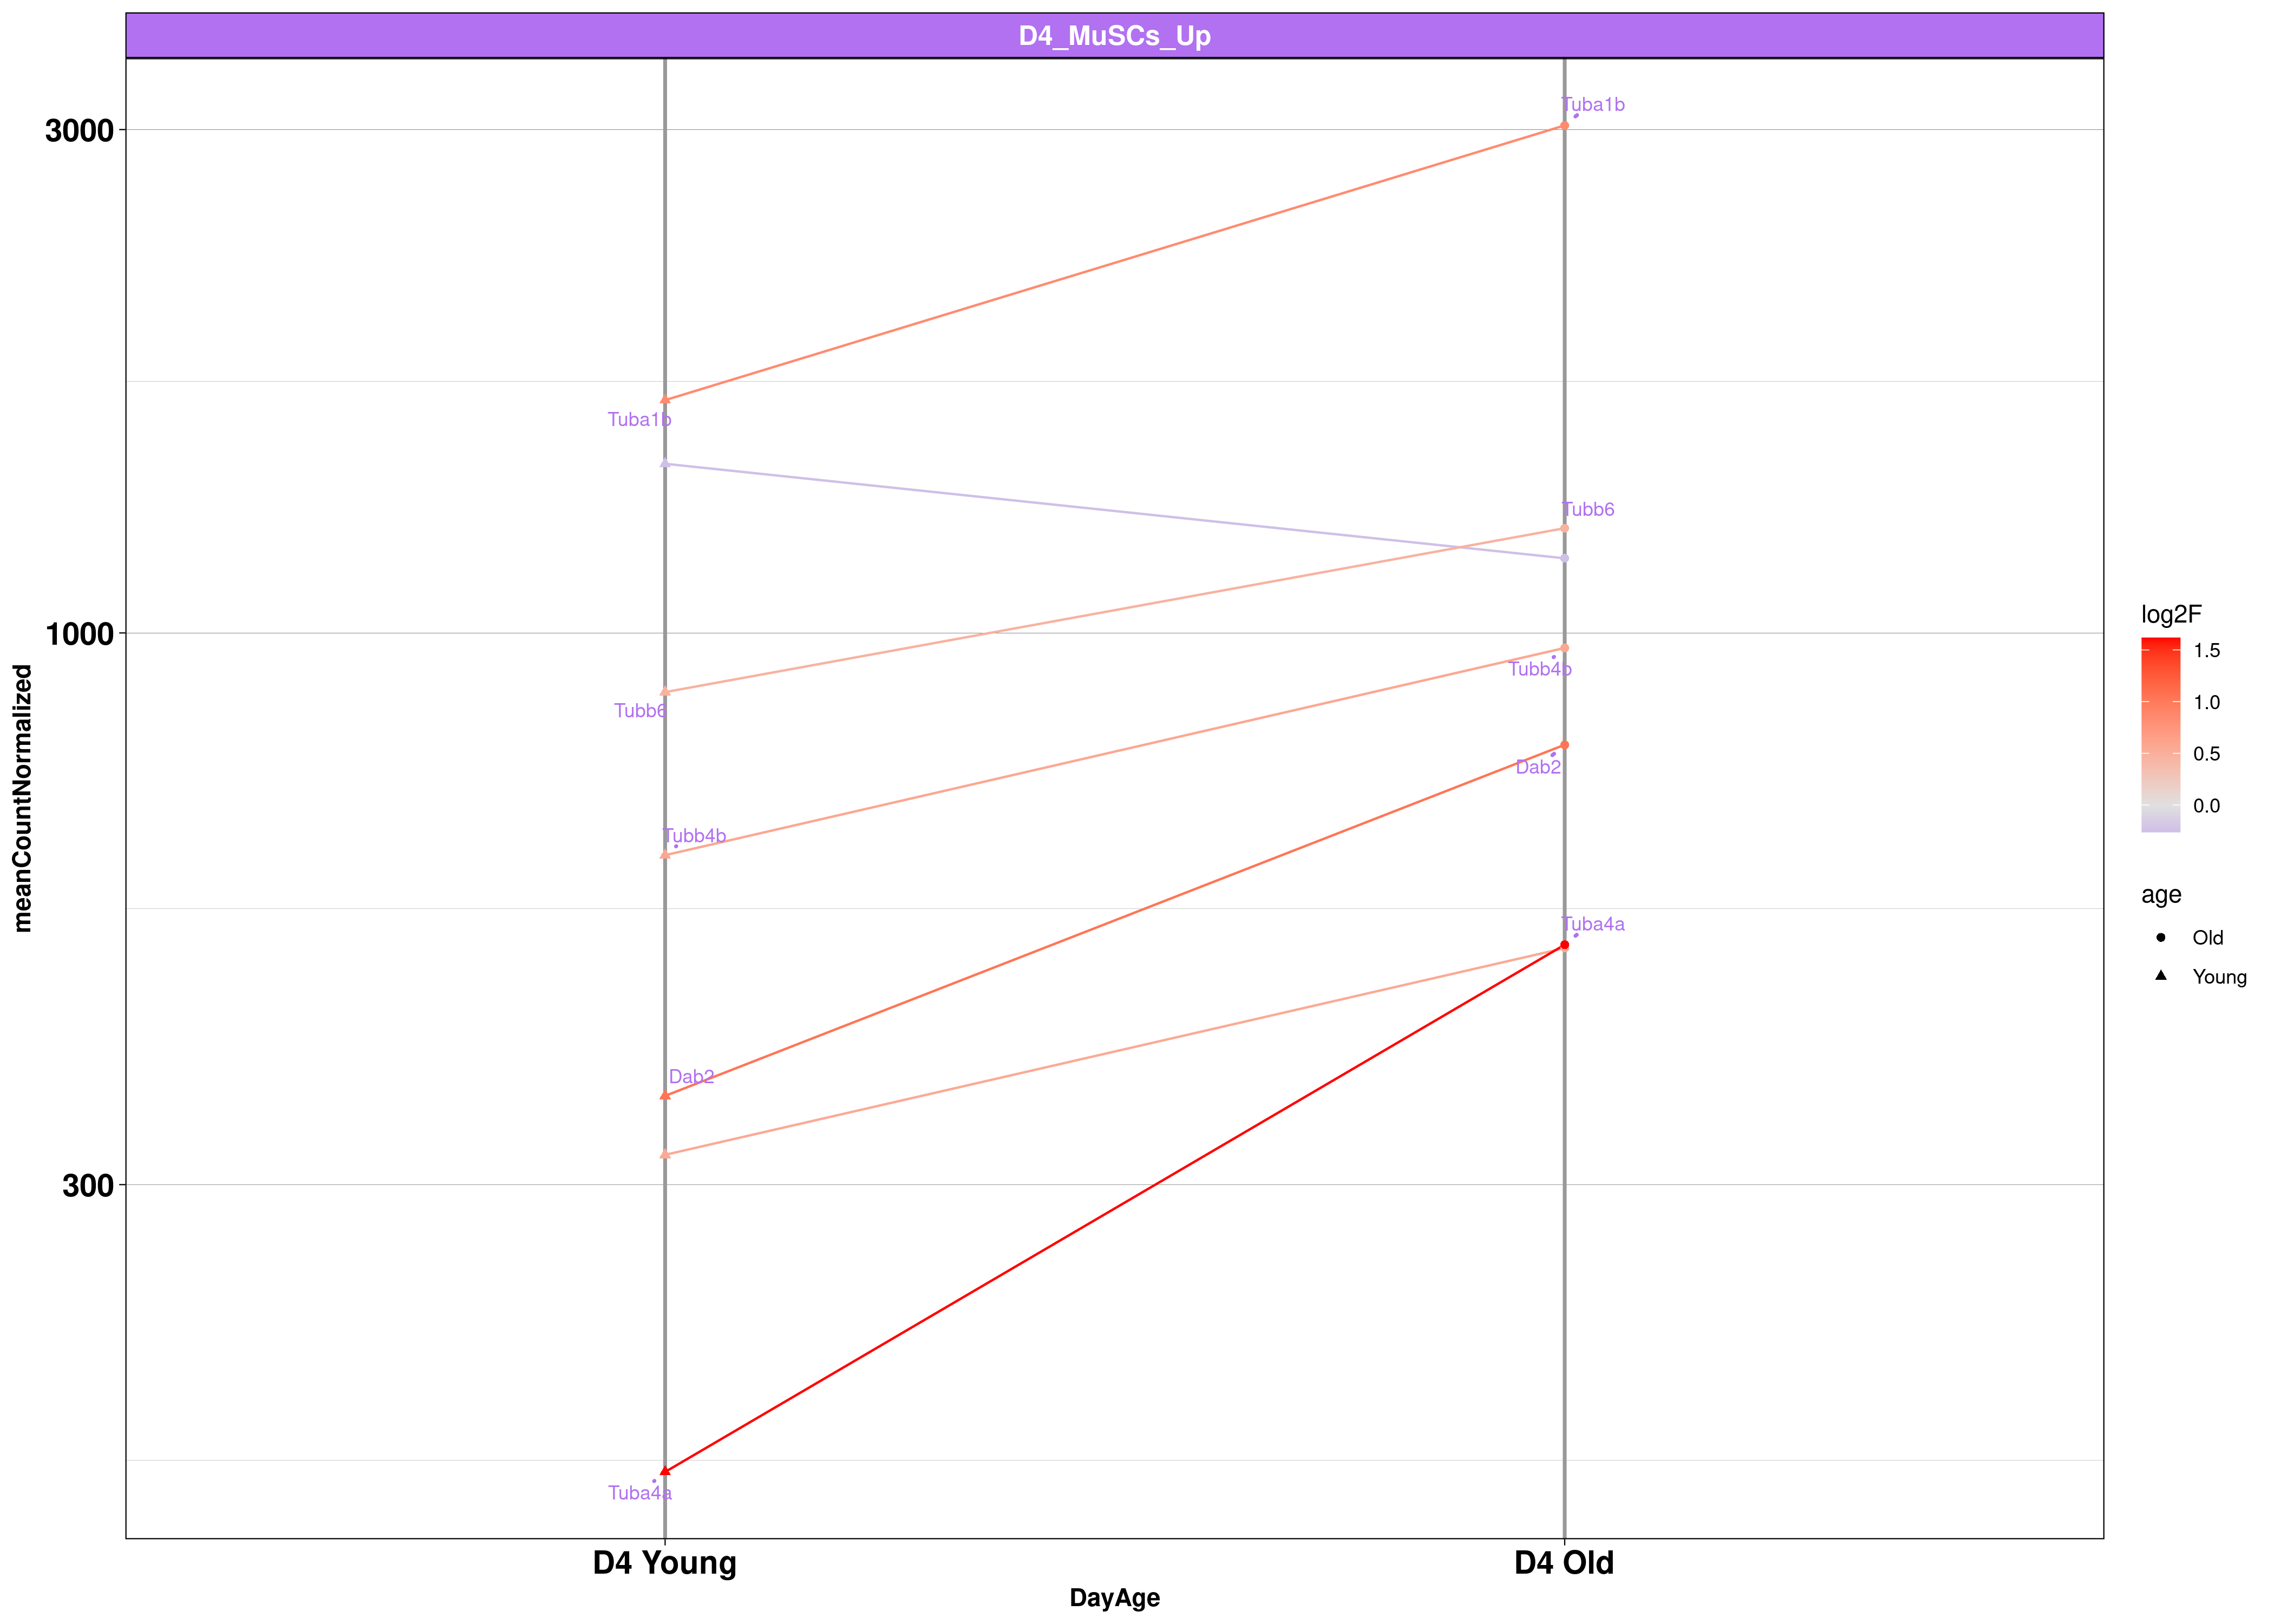 D4_MuSCs_Up
3000
1000
300
meanCountNormalized
Tuba1b
Tuba1b
Tubb6
Tubb6
Tubb4b
Tubb4b
Dab2
Dab2
Tuba4a
Tuba4a
D4 Young
D4 Old
DayAge
log2F
1.5
1.0
0.5
0.0
age
Old
Young